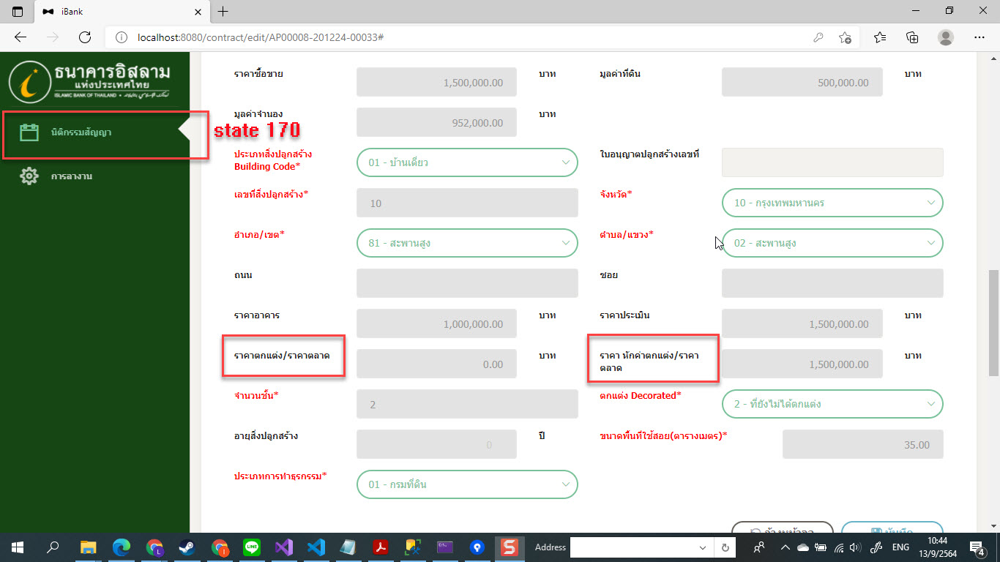 iBank
localhost:8080/contract/edit/AP00008-201224-00033#
ธนาคารอิสลาม
แห่งประเทศไทย
ISLAMIC BANK OF THAILAND
นิติกรรมสัญญา
state 170
การลางาน
ราคาซื้อขาย 1,500,000.00 บาท มูลค่าที่ดิน 500,000.00 บาท
มูลค่าจำนอง 952,000.00 บาท
ประเภทสิ่งปลูกสร้าง
Building Code* 01 - บ้านเดี่ยว ใบอนุญาตปลูกสร้างเลขที่
เลขที่สิ่งปลูกสร้าง* 10 จังหวัด* 10 - กรุงเทพมหานคร
อำเภอ/เขต* 81 - สะพานสูง ตำบล/แขวง* 02 - สะพานสูง
ถนน ซอย
ราคาอาคาร 1,000,000.00 บาท ราคาประเมิน 1,500,000.00 บาท
ราคาตกแต่ง/ราคาตลาด 0.00 บาท ราคา หักค่าตกแต่ง/ราคา
ตลาด 1,500,000.00 บาท
จำนวนชั้น* 2 ตกแต่ง Decorated* 2 - ที่ยังไม่ได้ตกแต่ง
อายุสิ่งปลูกสร้าง 0 ปี ขนาดพื้นที่ใช้สอย(ตารางเมตร)* 35.00
ประเภทการทำธุรกรรม* 01 - กรมที่ดิน
Address
ENG
10:44
13/9/2564
4